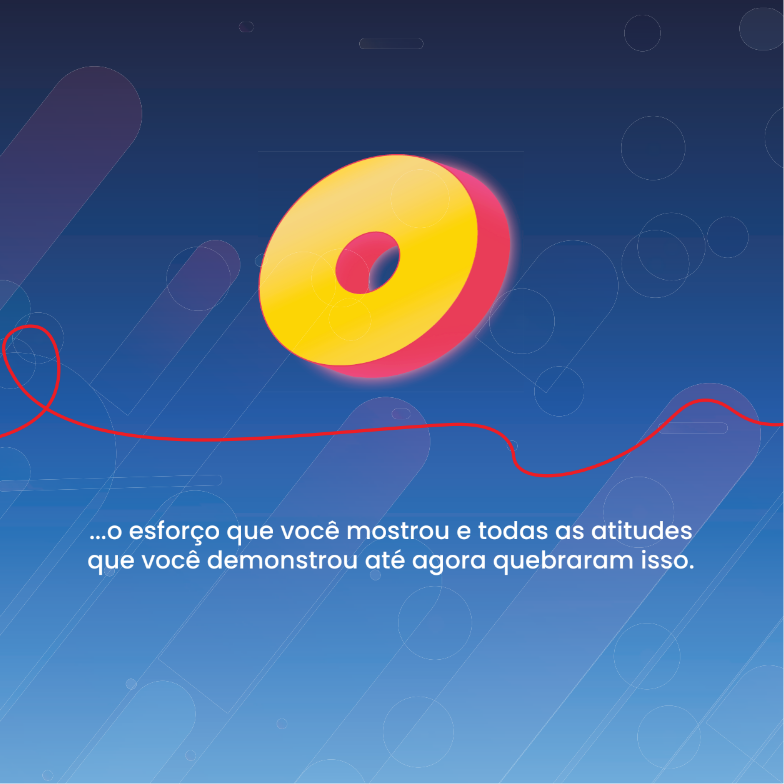 ...o esforço que você mostrou e todas as atitudes
que você demonstrou até agora quebraram isso.